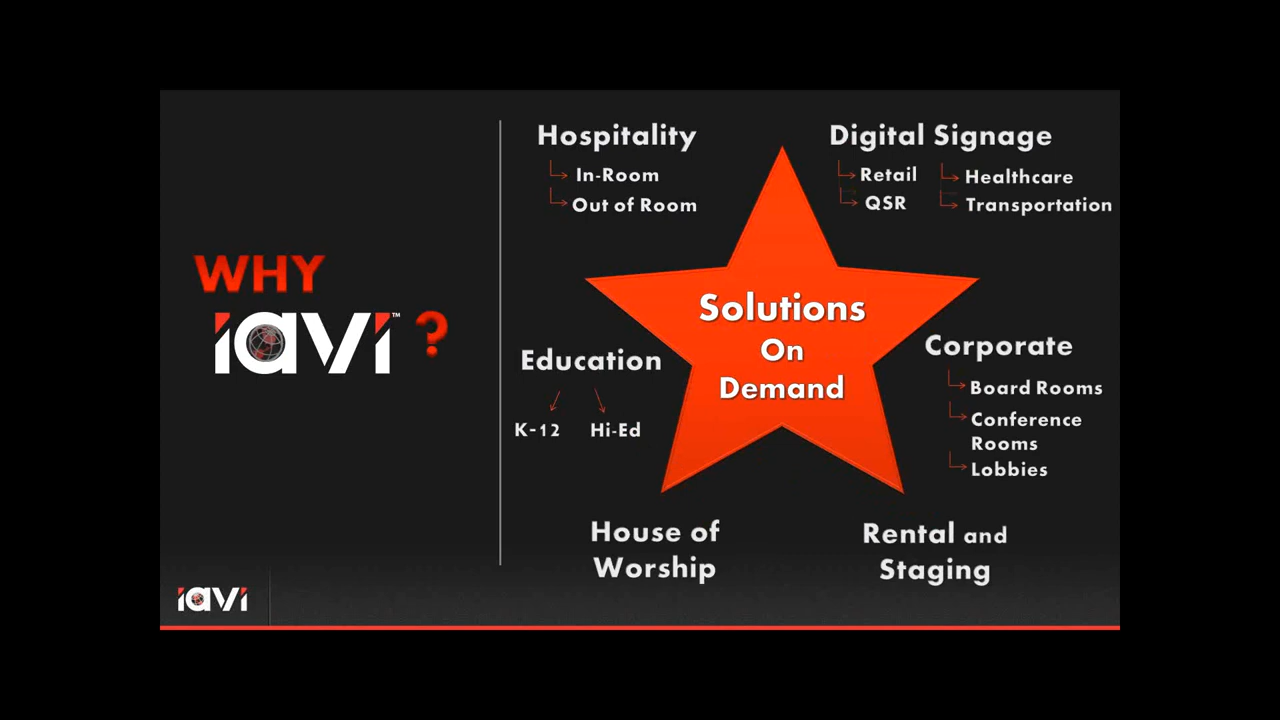 WHY
iavi™ ?
Hospitality
In-Room
Out of Room
Digital Signage
Retail
QSR
Healthcare
Transportation
Solutions
On
Demand
Education
K-12
Hi-Ed
Corporate
Board Rooms
Conference
Rooms
Lobbies
House of
Worship
Rental and
Staging
iavi